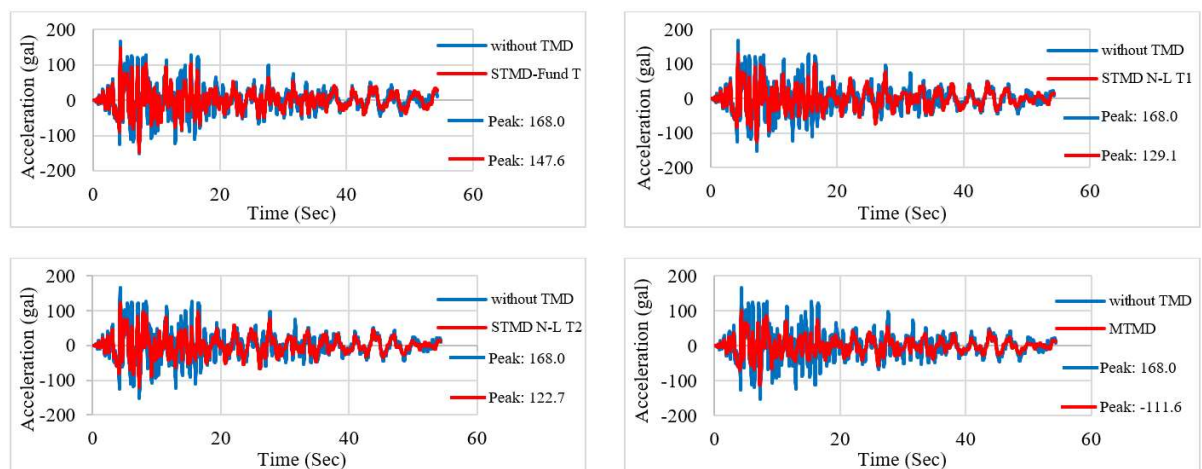 Acceleration (gal)
200
100
0
-100
-200
0
20
40
60
Time (Sec)
without TMD
STMD-Fund T
Peak: 168.0
Peak: 147.6
Acceleration (gal)
200
100
0
-100
-200
0
20
40
60
Time (Sec)
without TMD
STMD N-L T1
Peak: 168.0
Peak: 129.1
Acceleration (gal)
200
100
0
-100
-200
0
20
40
60
Time (Sec)
without TMD
STMD N-L T2
Peak: 168.0
Peak: 122.7
Acceleration (gal)
200
100
0
-100
-200
0
20
40
60
Time (Sec)
without TMD
MTMD
Peak: 168.0
Peak: -111.6